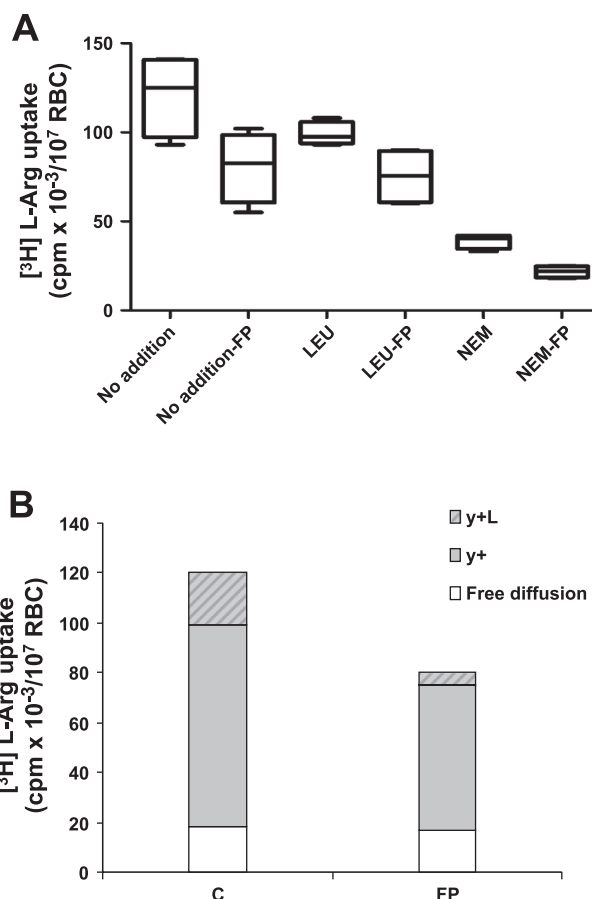 A
[³H] L-Arg uptake
(cpm x 10⁻³/10⁷ RBC)
150
100
50
0
No addition
No addition-FP
LEU
LEU-FP
NEM
NEM-FP
B
[³H] L-Arg uptake
(cpm x 10⁻³/10⁷ RBC)
140
120
100
80
60
40
20
0
y+L
y+
Free diffusion
C
FP